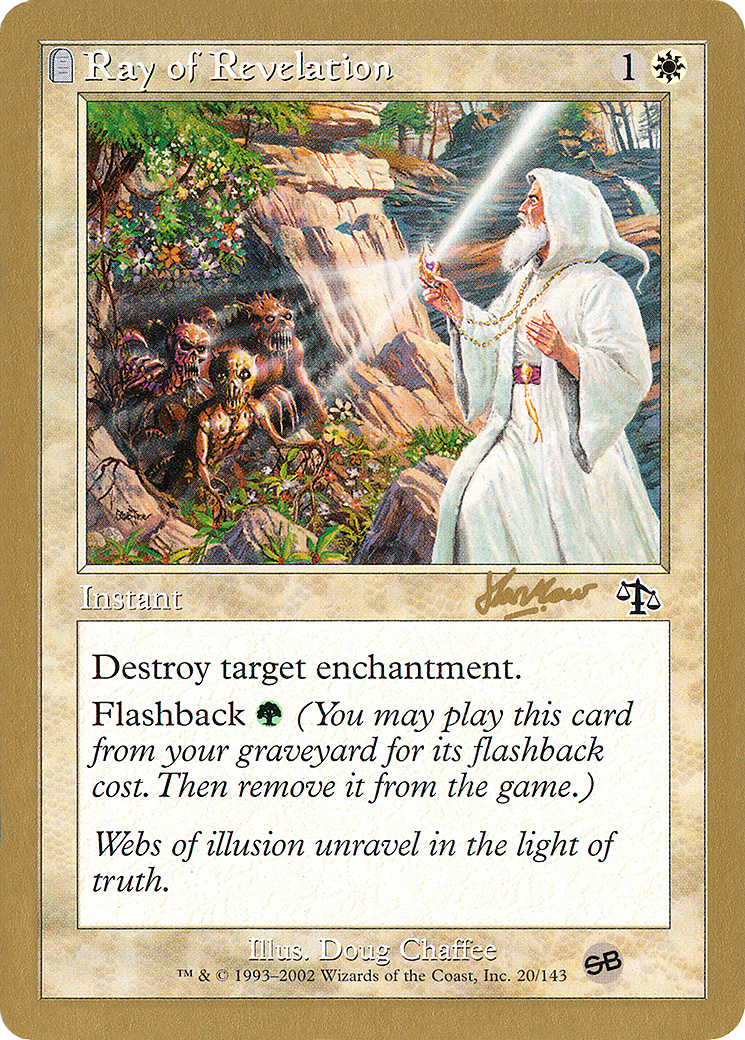 Ray of Revelation 1
Instant
Destroy target enchantment.
Flashback (You may play this card
from your graveyard for its flashback
cost. Then remove it from the game.)
Webs of illusion unravel in the light of
truth.
Illus. Doug Chaffee
™ & © 1993–2002 Wizards of the Coast, Inc. 20/143
SB